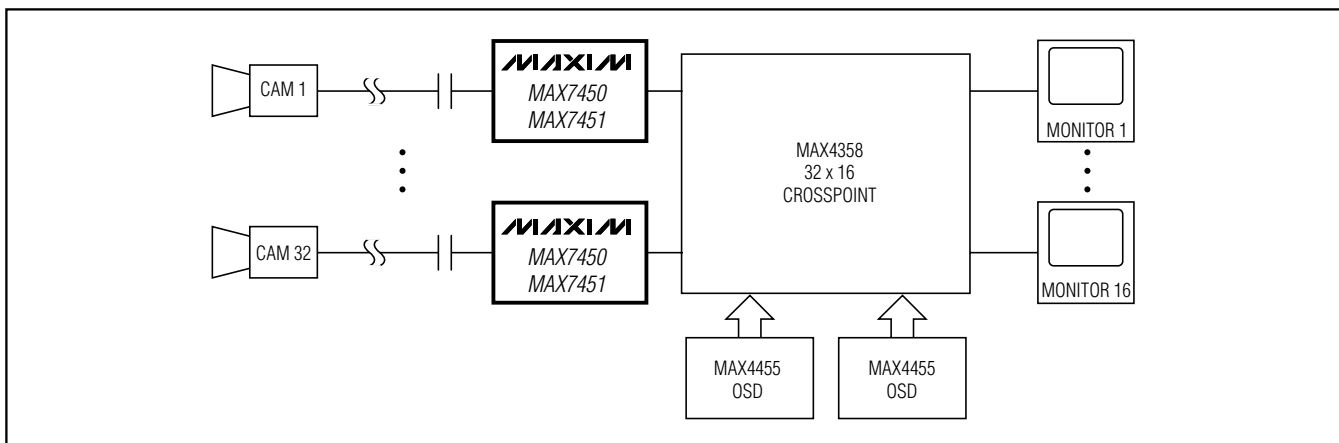 CAM 1
MAXIM
MAX7450
MAX7451
MAX4358
32 x 16
CROSSPOINT
MONITOR 1
CAM 32
MAXIM
MAX7450
MAX7451
MONITOR 16
MAX4455
OSD
MAX4455
OSD